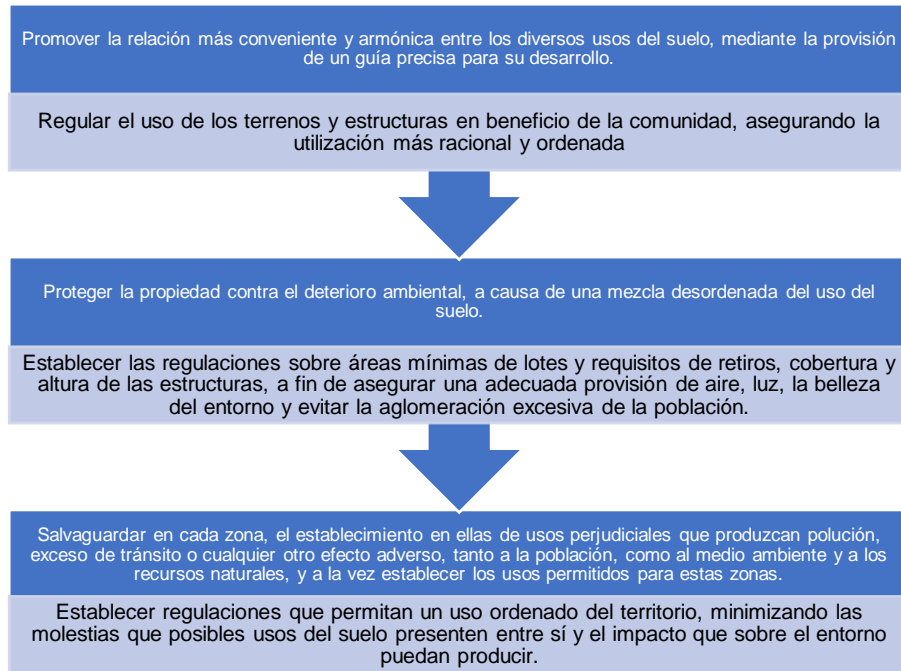 Promover la relación más conveniente y armónica entre los diversos usos del suelo, mediante la provisión
de un guía precisa para su desarrollo.
Regular el uso de los terrenos y estructuras en beneficio de la comunidad, asegurando la
utilización más racional y ordenada
Proteger la propiedad contra el deterioro ambiental, a causa de una mezcla desordenada del uso del
suelo.
Establecer las regulaciones sobre áreas mínimas de lotes y requisitos de retiros, cobertura y
altura de las estructuras, a fin de asegurar una adecuada provisión de aire, luz, la belleza
del entorno y evitar la aglomeración excesiva de la población.
Salvaguardar en cada zona, el establecimiento en ellas de usos perjudiciales que produzcan polución,
exceso de tránsito o cualquier otro efecto adverso, tanto a la población, como al medio ambiente y a los
recursos naturales, y a la vez establecer los usos permitidos para estas zonas.
Establecer regulaciones que permitan un uso ordenado del territorio, minimizando las
molestias que posibles usos del suelo presenten entre sí y el impacto que sobre el entorno
puedan producir.